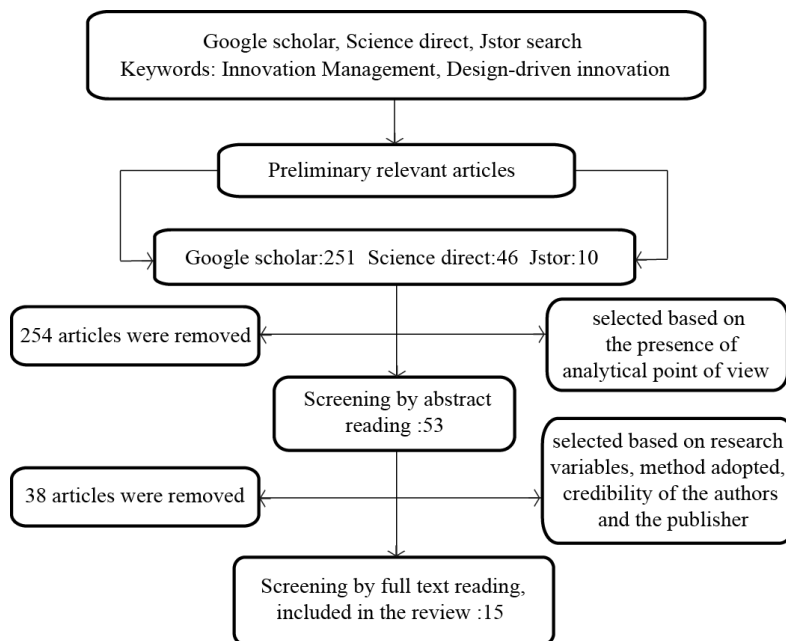 Google scholar, Science direct, Jstor search
Keywords: Innovation Management, Design-driven innovation
Preliminary relevant articles
Google scholar:251 Science direct:46 Jstor:10
254 articles were removed
selected based on
the presence of
analytical point of view
Screening by abstract
reading :53
38 articles were removed
selected based on research
variables, method adopted,
credibility of the authors
and the publisher
Screening by full text reading,
included in the review :15